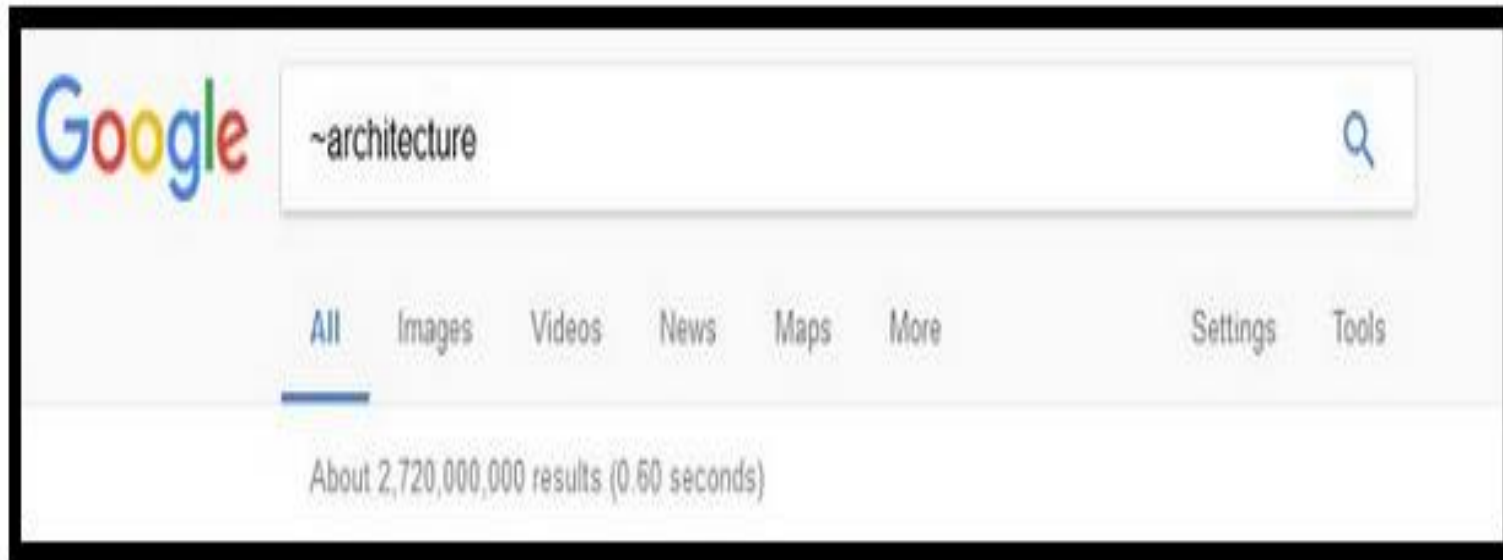 Google ~architecture
All Images Videos News Maps More Settings Tools
About 2,720,000,000 results (0.60 seconds)